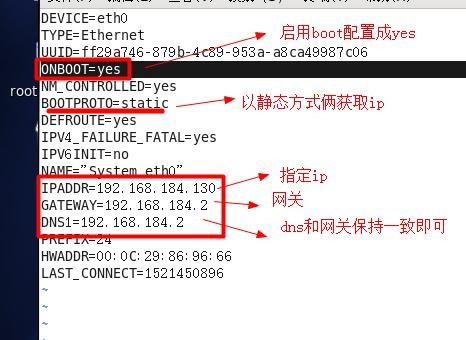 DEVICE=eth0
TYPE=Ethernet
UUID=ff29a746-879b-4c89-953a-a8ca49987c06
启用boot配置成yes
ONBOOT=yes
root
NM_CONTROLLED=yes
BOOTPROTO=static
以静态方式俩获取ip
DEFROUTE=yes
IPV4_FAILURE_FATAL=yes
IPV6INIT=no
NAME="System eth0"
指定ip
IPADDR=192.168.184.130
网关
GATEWAY=192.168.184.2
DNS1=192.168.184.2
dns和网关保持一致即可
PREFIX=24
HWADDR=00:0C:29:86:96:66
LAST_CONNECT=1521450896
~
~
~